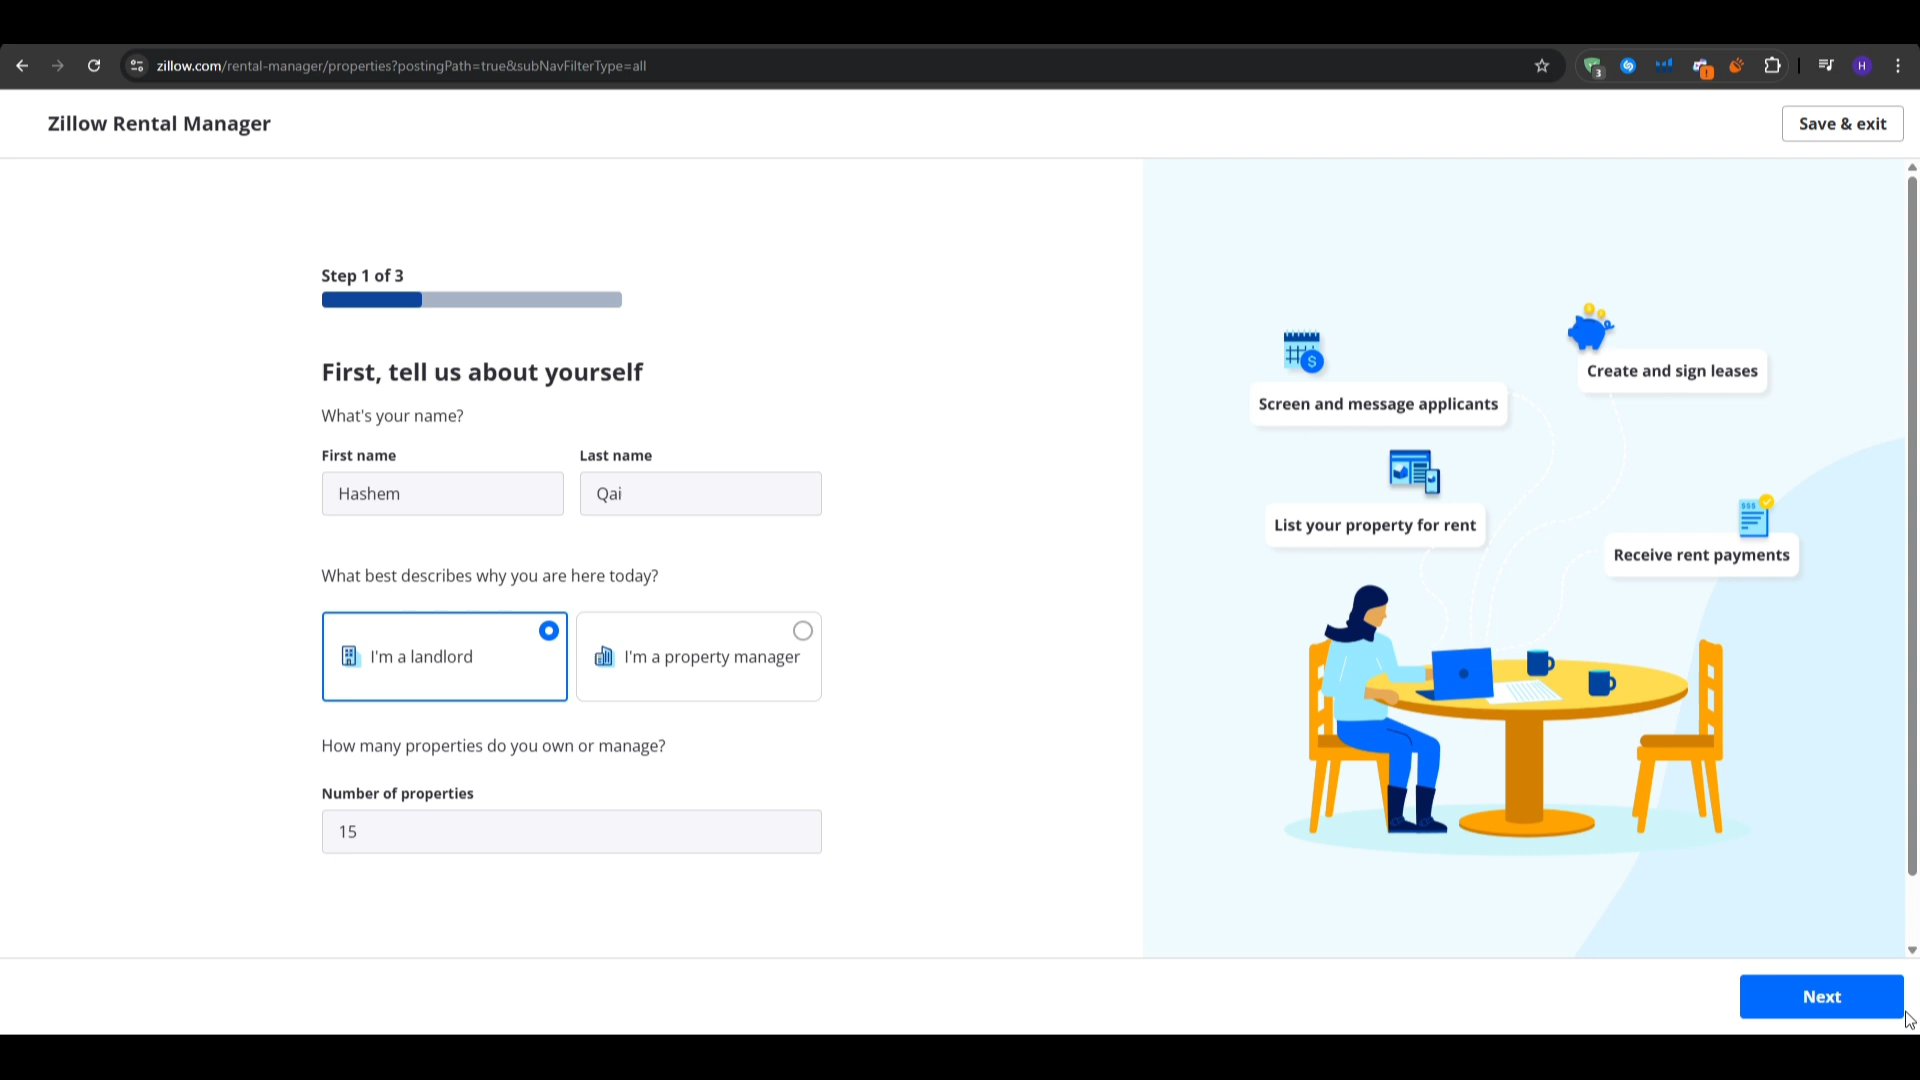 zillow.com/rental-manager/properties?postingPath=true&subNavFilterType=all
3
!
H
Zillow Rental Manager
Save & exit
Step 1 of 3
First, tell us about yourself
What's your name?
First name
Last name
Hashem
Qai
What best describes why you are here today?
I'm a landlord
I'm a property manager
How many properties do you own or manage?
Number of properties
15
$
Create and sign leases
Screen and message applicants
List your property for rent
$$$
Receive rent payments
Next